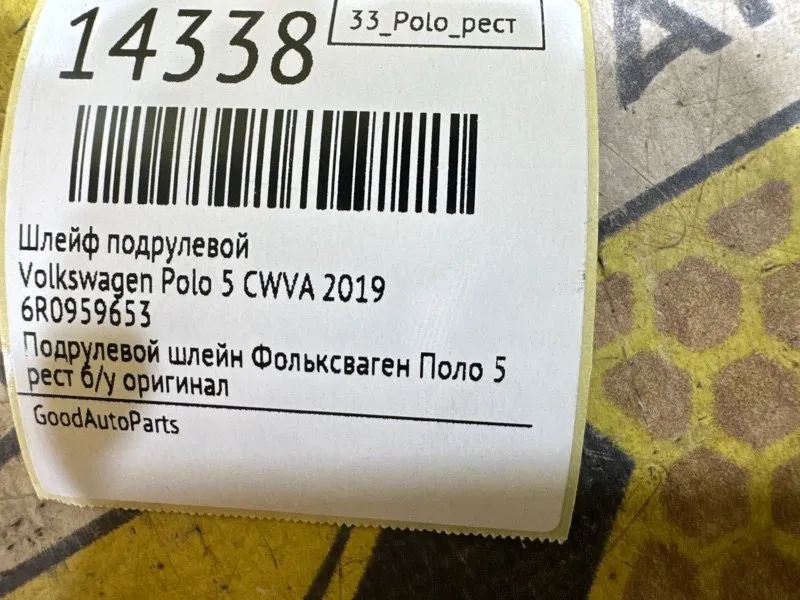 33_Polo_рест
14338
Шлейф подрулевой
Volkswagen Polo 5 CWVA 2019
6R0959653
Подрулевой шлейн Фольксваген Поло 5
рест б/у оригинал
GoodAutoParts